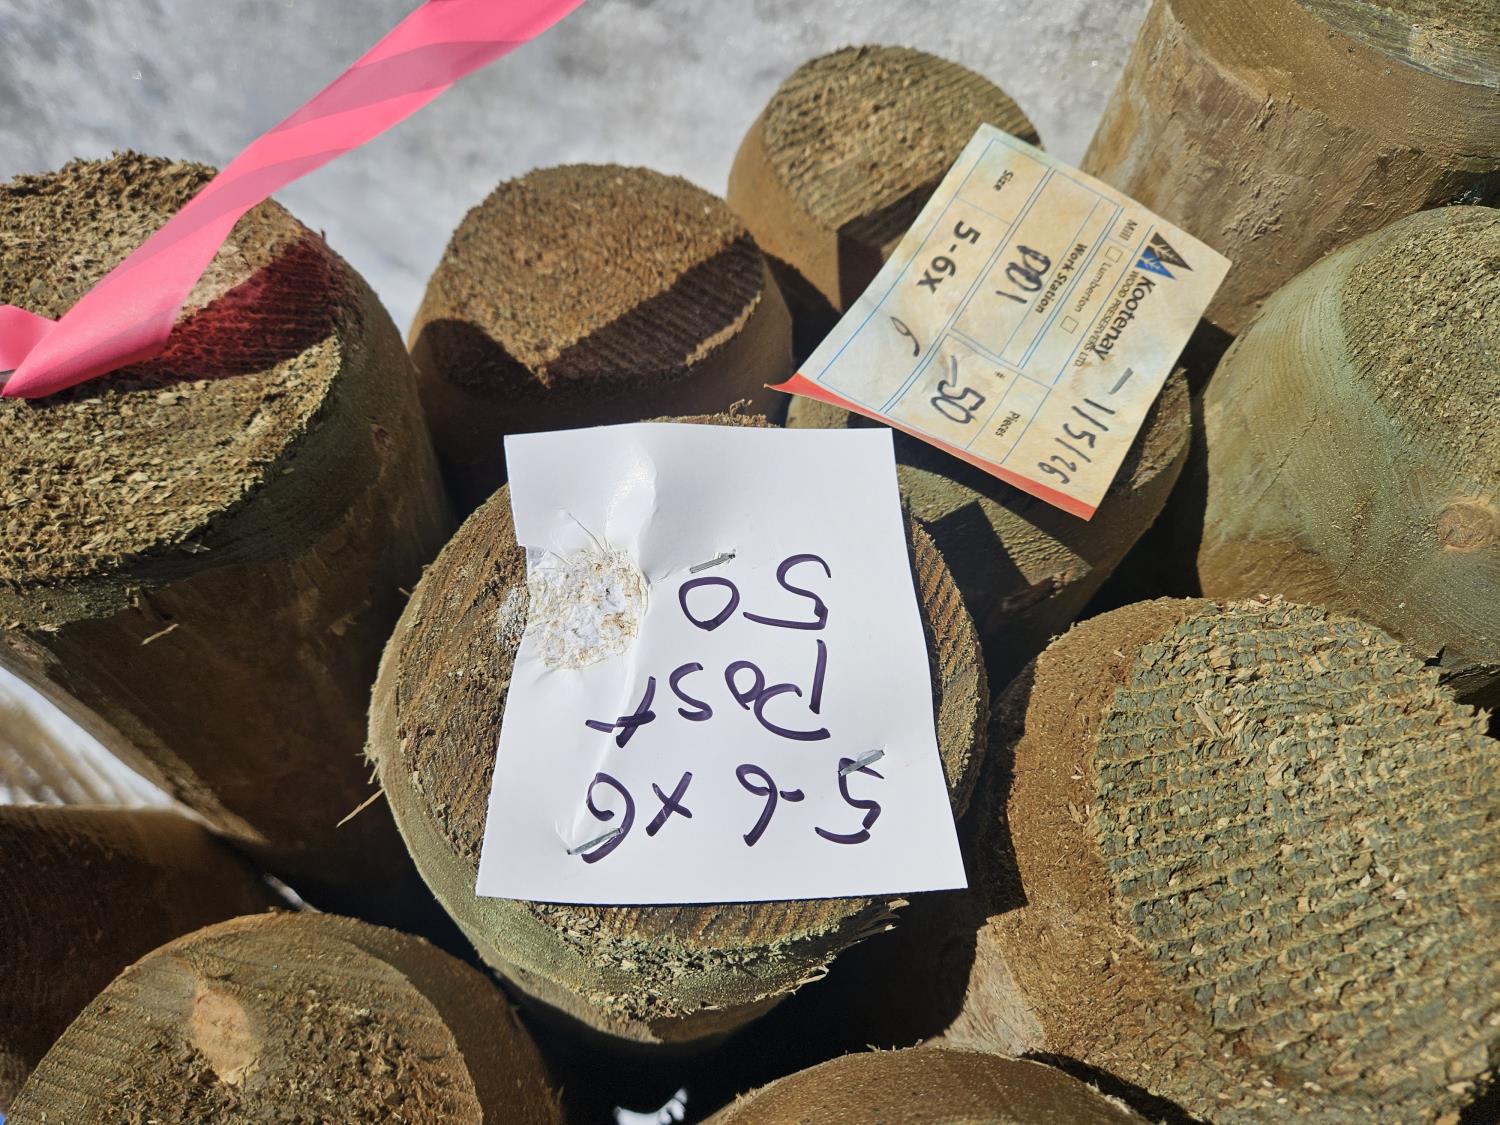 5-6x6
Post
50
Kootenay - 1/5/26
WOOD PRESERVERS LTD.
Mill Lumberton
Work Station
# Pieces
Size
5-6x 6
-50